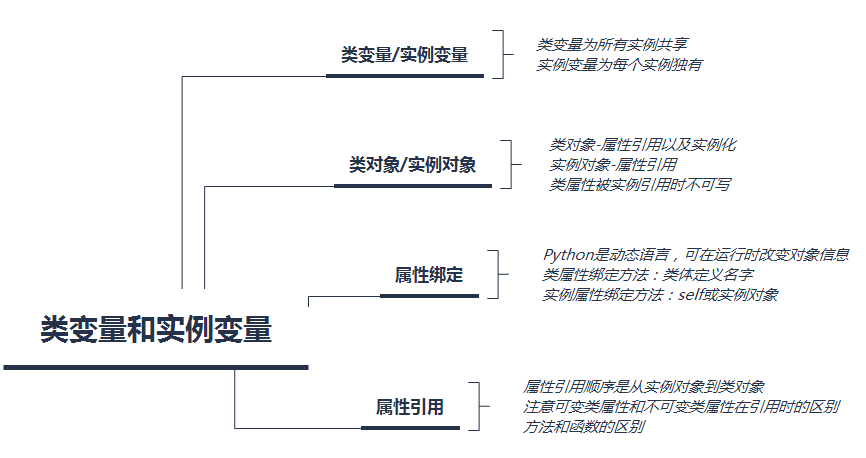 类变量/实例变量
类变量为所有实例共享
实例变量为每个实例独有
类对象/实例对象
类对象-属性引用以及实例化
实例对象-属性引用
类属性被实例引用时不可写
属性绑定
Python是动态语言，可在运行时改变对象信息
类属性绑定方法：类体定义名字
实例属性绑定方法：self或实例对象
类变量和实例变量
属性引用
属性引用顺序是从实例对象到类对象
注意可变类属性和不可变类属性在引用时的区别
方法和函数的区别